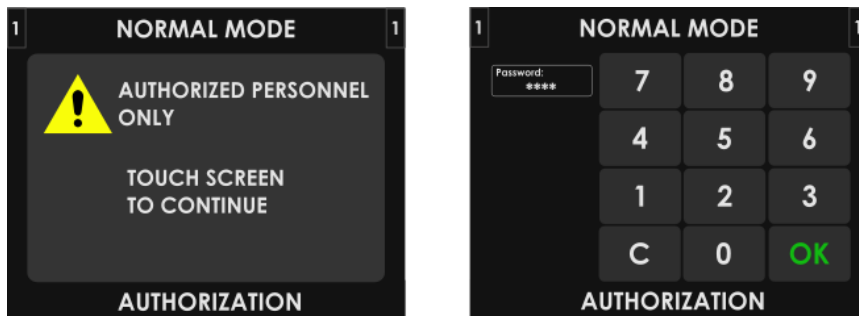 1 NORMAL MODE 1
AUTHORIZED PERSONNEL
ONLY
TOUCH SCREEN
TO CONTINUE
AUTHORIZATION
1 NORMAL MODE 1
Password:
****
7 8 9
4 5 6
1 2 3
C 0 OK
AUTHORIZATION